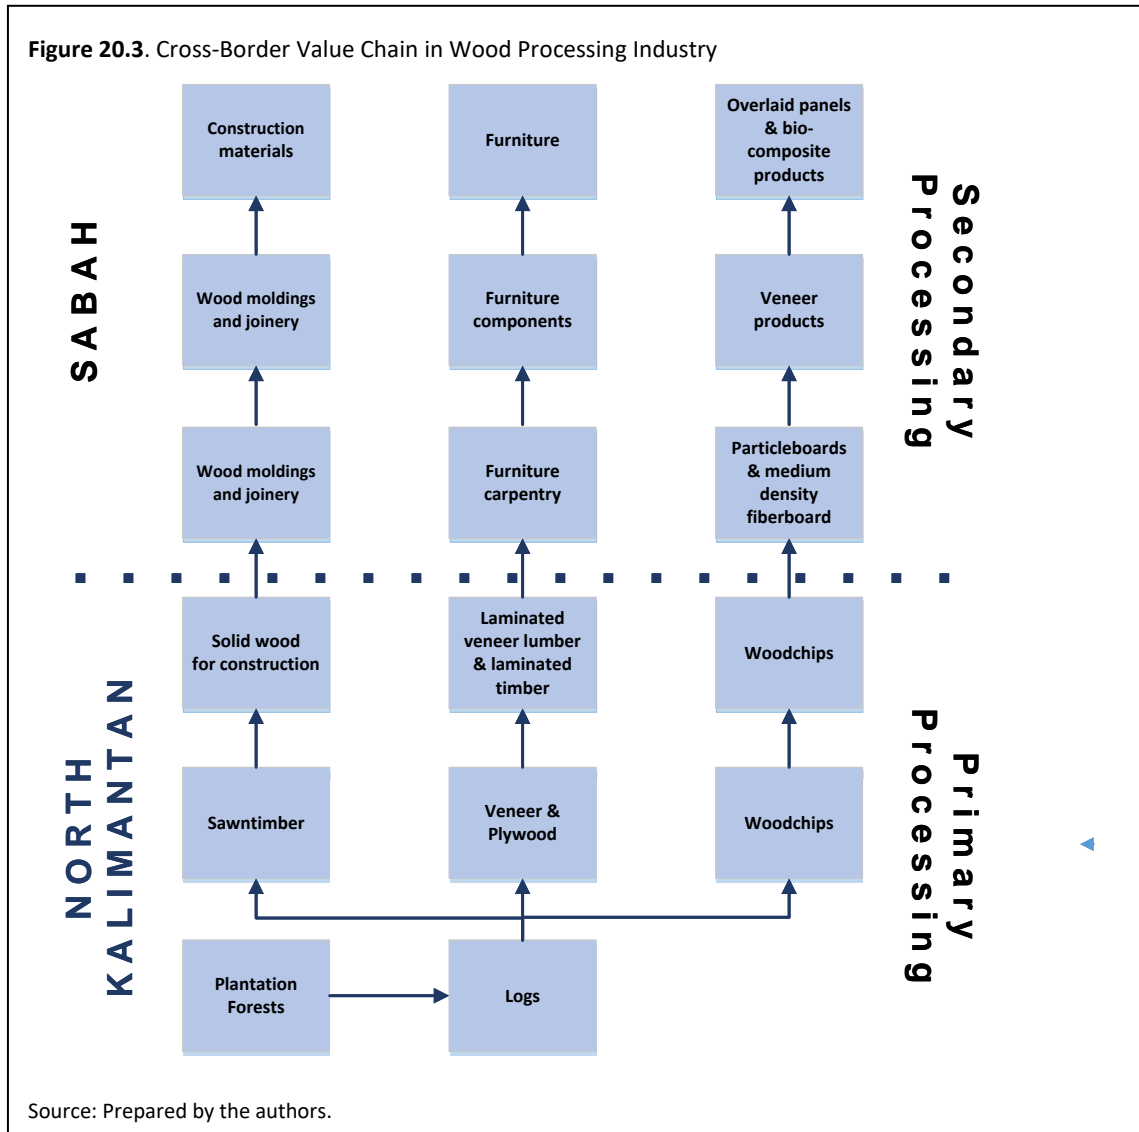 Figure 20.3. Cross-Border Value Chain in Wood Processing Industry
SABAH
Construction
materials
Furniture
Overlaid panels
& bio-
composite
products
Secondary
Processing
Wood moldings
and joinery
Furniture
components
Veneer
products
Wood moldings
and joinery
Furniture
carpentry
Particleboards
& medium
density
fiberboard
NORTH
KALIMANTAN
Solid wood
for construction
Laminated
veneer lumber
& laminated
timber
Woodchips
Primary
Processing
Sawntimber
Veneer &
Plywood
Woodchips
Plantation
Forests
Logs
Source: Prepared by the authors.